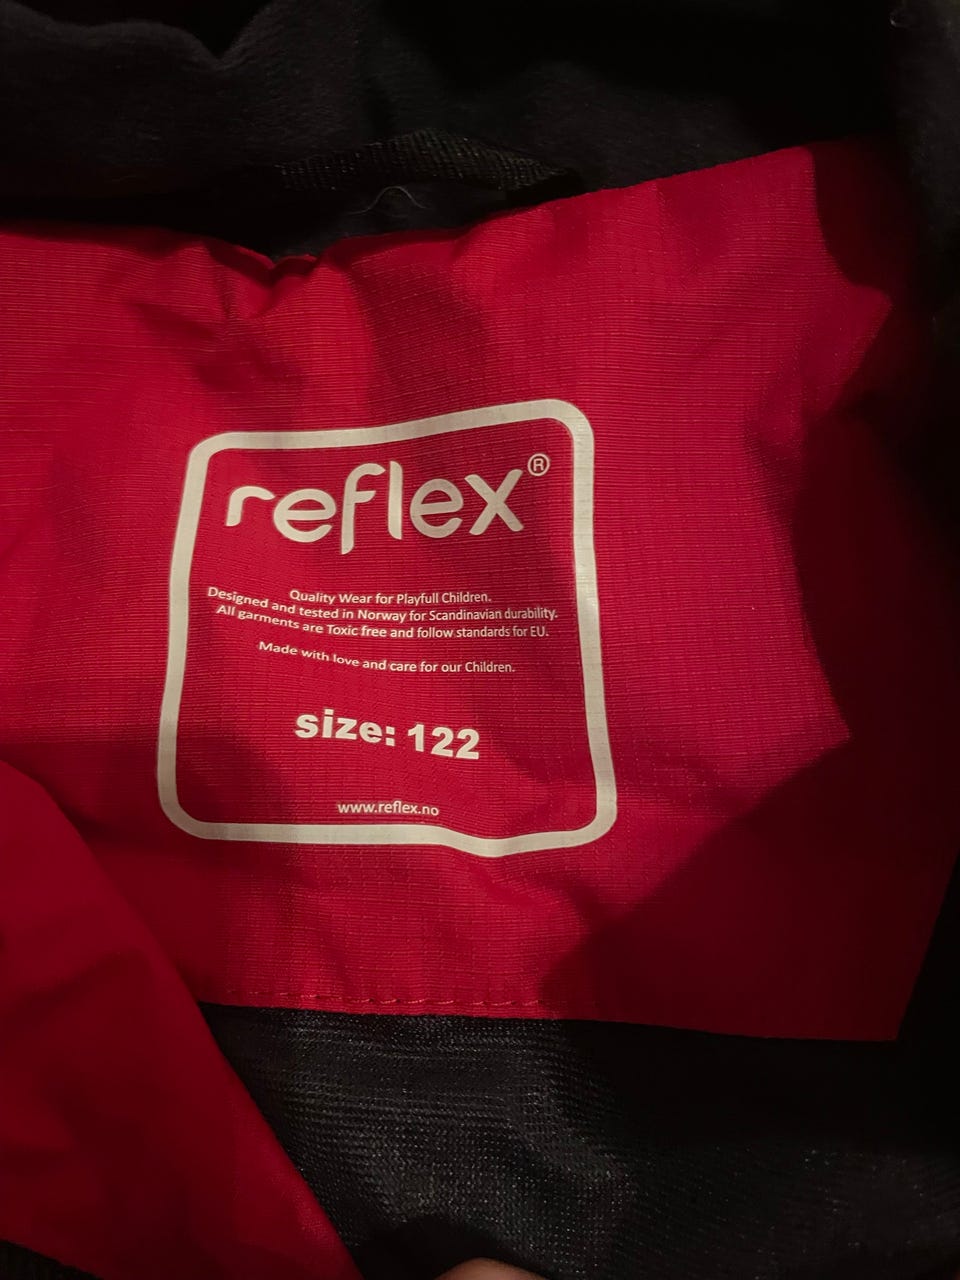 reflex®
Quality Wear for Playfull Children.
Designed and tested in Norway for Scandinavian durability.
All garments are Toxic free and follow standards for EU.
Made with love and care for our Children.
size: 122
www.reflex.no